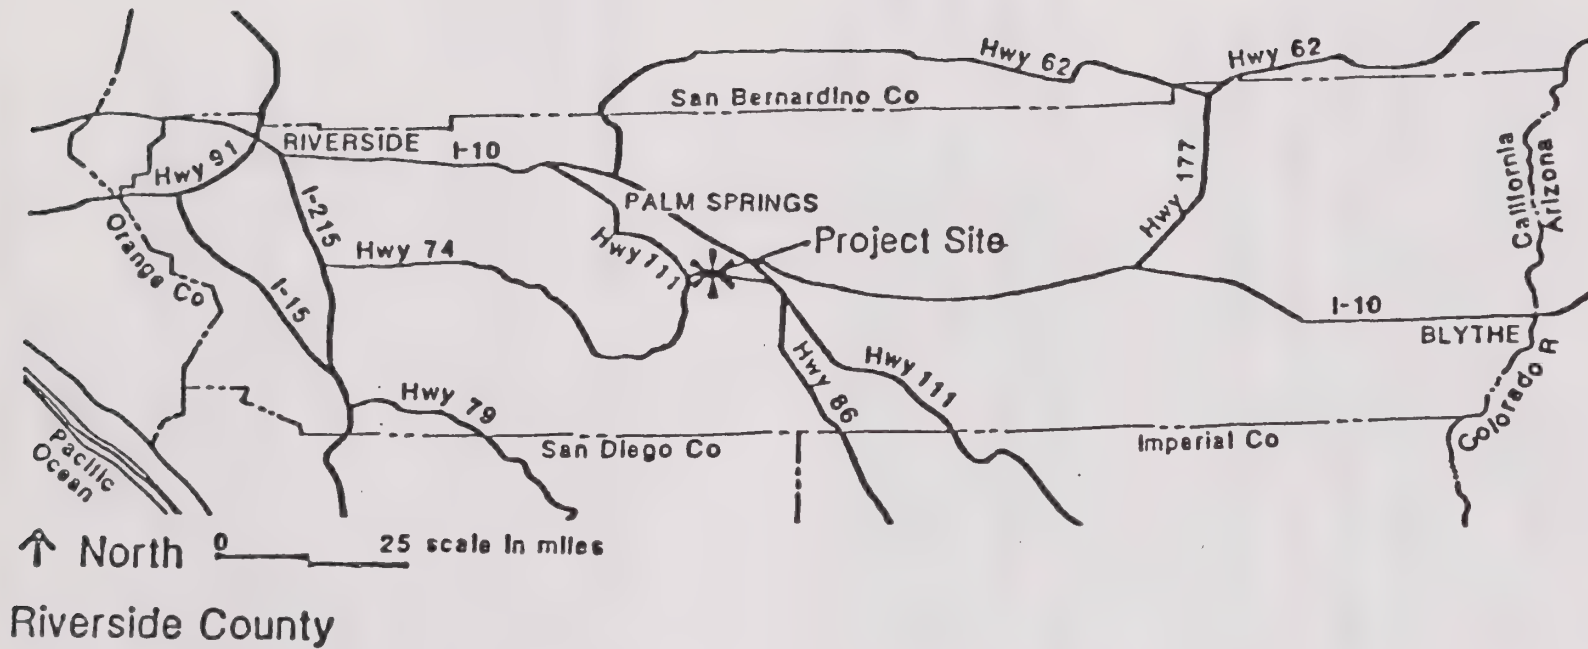 Hwy 62
Hwy 62
San Bernardino Co
RIVERSIDE
I-10
Hwy 91
Hwy 177
California
Arizona
PALM SPRINGS
I-215
Orange Co
Hwy 74
Hwy 111
Project Site
I-15
I-10
BLYTHE
Hwy 86
Hwy 111
Colorado R
Hwy 79
San Diego Co
Imperial Co
Pacific
Ocean
North
0 25 scale in miles
Riverside County